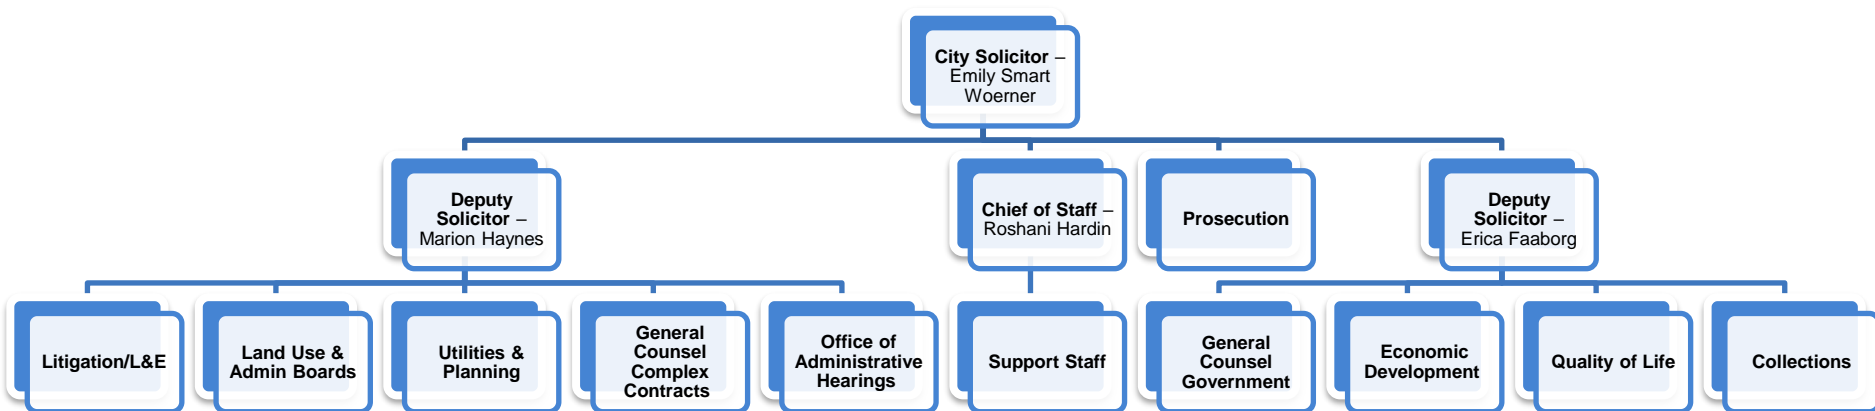 City Solicitor –
Emily Smart
Woerner
Deputy
Solicitor –
Marion Haynes
Chief of Staff –
Roshani Hardin
Prosecution
Deputy
Solicitor –
Erica Faaborg
Litigation/L&E
Land Use &
Admin Boards
Utilities &
Planning
General
Counsel
Complex
Contracts
Office of
Administrative
Hearings
Support Staff
General
Counsel
Government
Economic
Development
Quality of Life
Collections